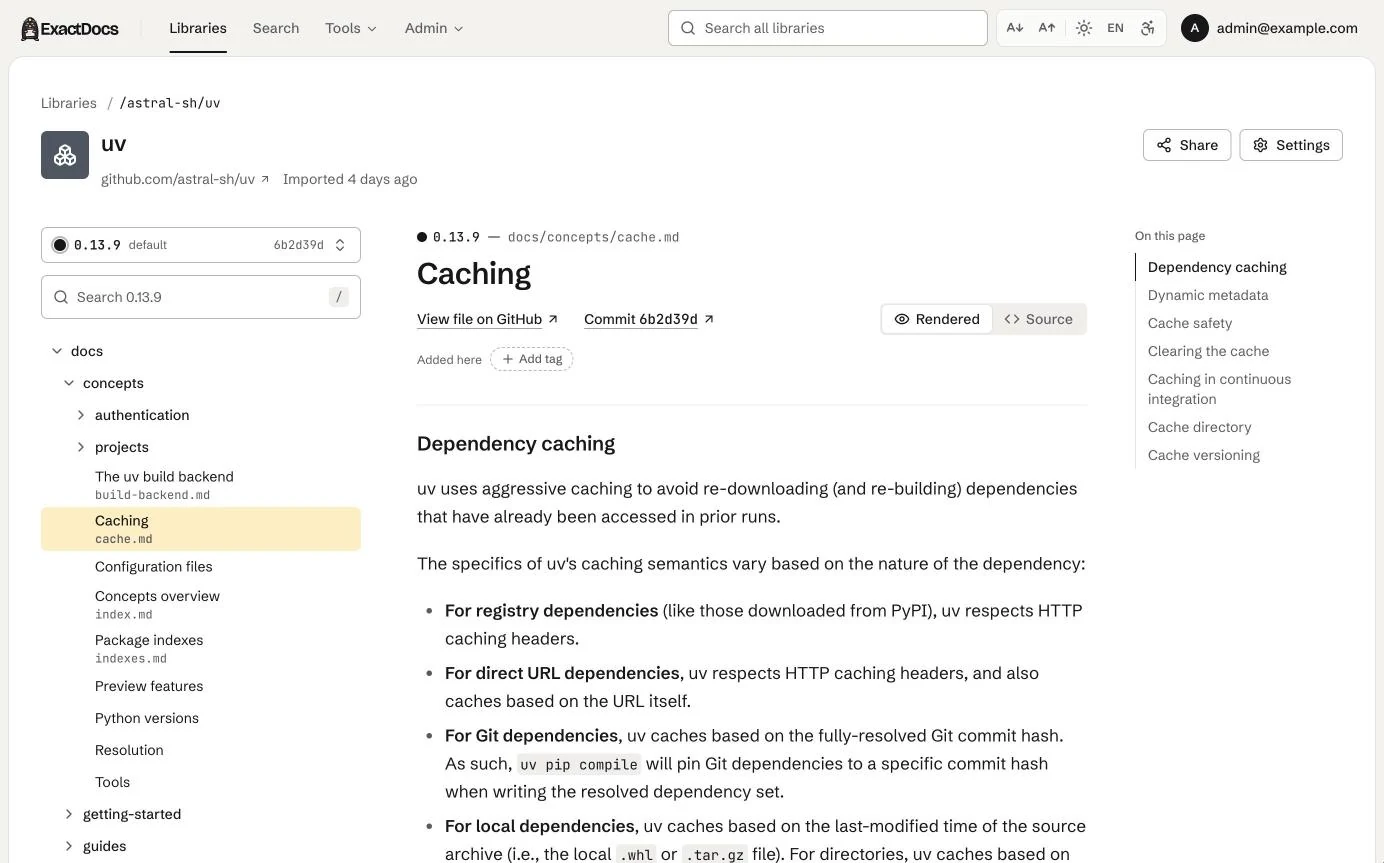 ExactDocs
Libraries
Search
Tools
Admin
Search all libraries
A↓
A↑
EN
A
admin@example.com
Libraries / /astral-sh/uv
uv
github.com/astral-sh/uv ↗
Imported 4 days ago
Share
Settings
0.13.9 default 6b2d39d
Search 0.13.9 /
docs
concepts
authentication
projects
The uv build backend
build-backend.md
Caching
cache.md
Configuration files
Concepts overview
index.md
Package indexes
indexes.md
Preview features
Python versions
Resolution
Tools
getting-started
guides
0.13.9 — docs/concepts/cache.md
Caching
View file on GitHub ↗
Commit 6b2d39d ↗
Rendered
Source
Added here
+ Add tag
Dependency caching
uv uses aggressive caching to avoid re-downloading (and re-building) dependencies
that have already been accessed in prior runs.
The specifics of uv's caching semantics vary based on the nature of the dependency:
• For registry dependencies (like those downloaded from PyPI), uv respects HTTP
caching headers.
• For direct URL dependencies, uv respects HTTP caching headers, and also
caches based on the URL itself.
• For Git dependencies, uv caches based on the fully-resolved Git commit hash.
As such, uv pip compile will pin Git dependencies to a specific commit hash
when writing the resolved dependency set.
• For local dependencies, uv caches based on the last-modified time of the source
archive (i.e., the local .whl or .tar.gz file). For directories, uv caches based on
On this page
Dependency caching
Dynamic metadata
Cache safety
Clearing the cache
Caching in continuous
integration
Cache directory
Cache versioning